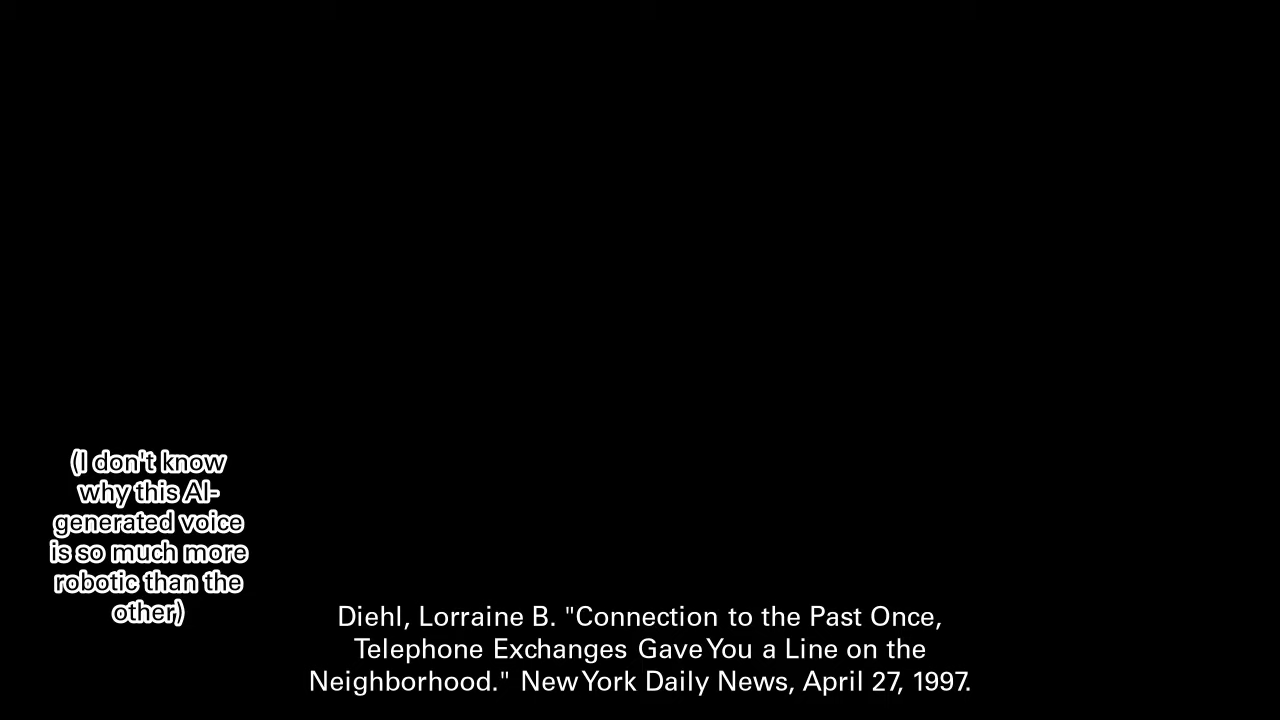 (I don't know
why this AI-
generated voice
is so much more
robotic than the
other)
Diehl, Lorraine B. "Connection to the Past Once,
Telephone Exchanges Gave You a Line on the
Neighborhood." New York Daily News, April 27, 1997.